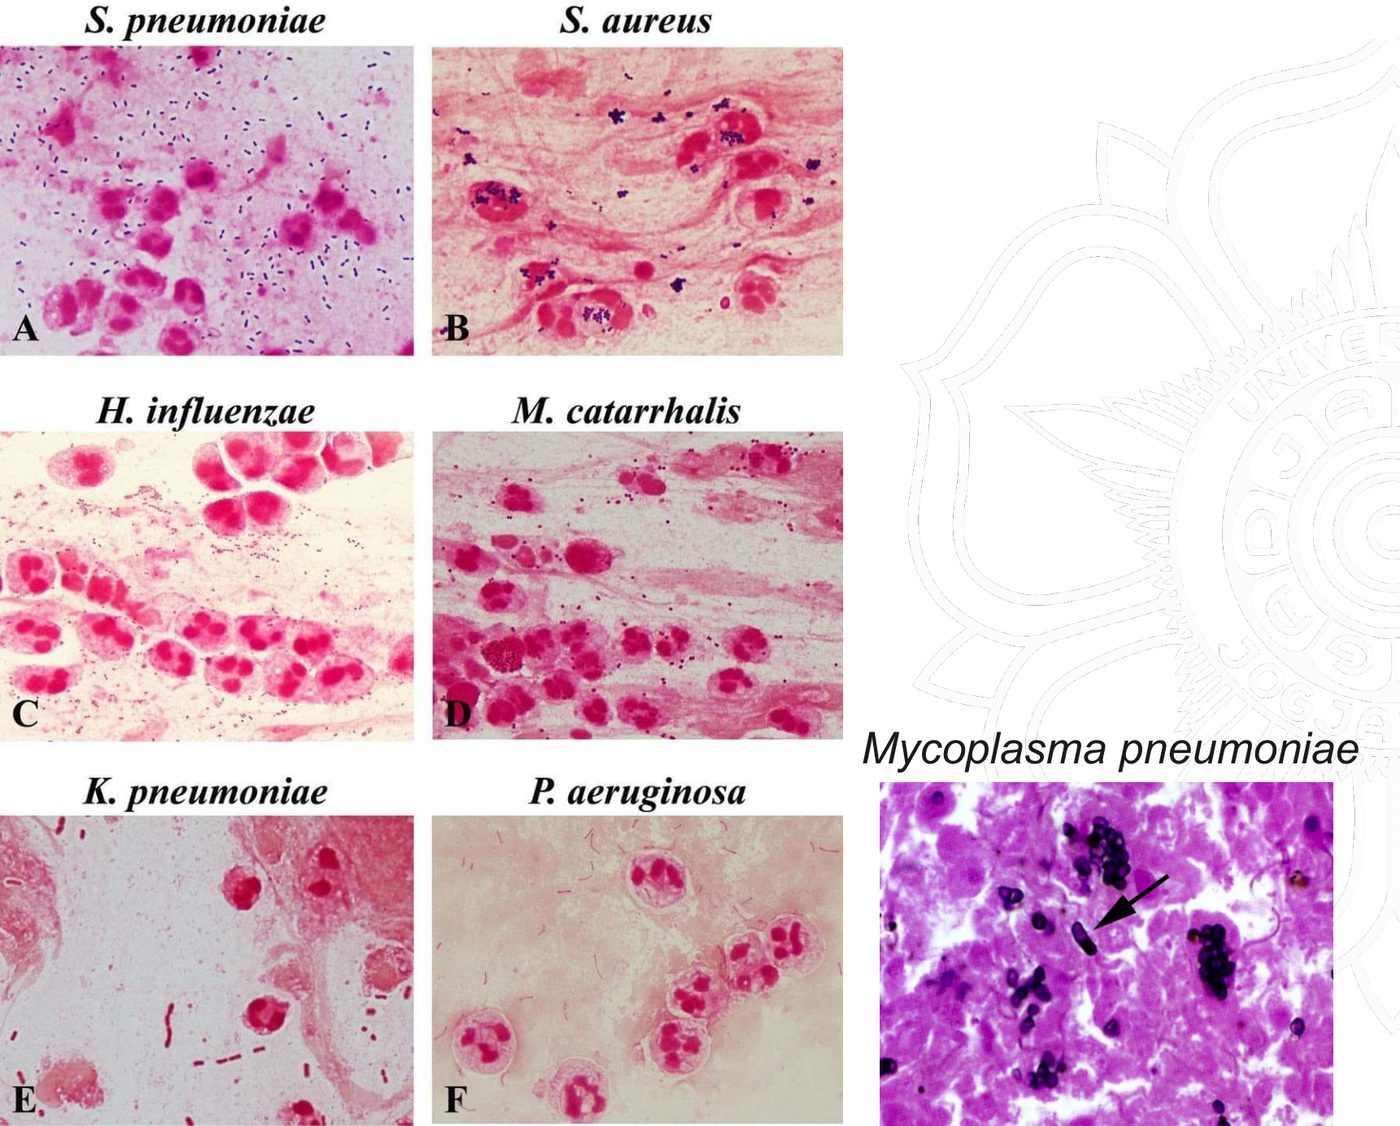 S. pneumoniae
S. aureus
A
B
H. influenzae
M. catarrhalis
C
D
K. pneumoniae
P. aeruginosa
Mycoplasma pneumoniae
E
F